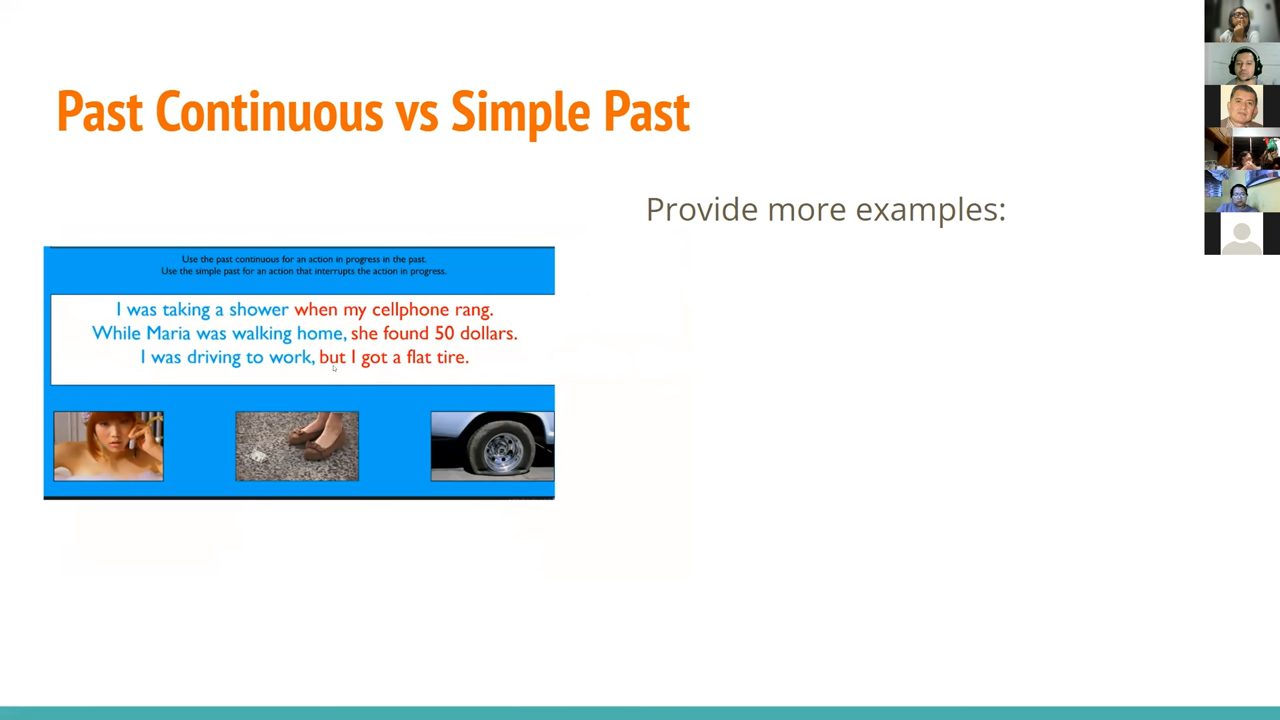 Past Continuous vs Simple Past
Provide more examples:
Use the past continuous for an action in progress in the past.
Use the simple past for an action that interrupts the action in progress.
I was taking a shower when my cellphone rang.
While Maria was walking home, she found 50 dollars.
I was driving to work, but I got a flat tire.